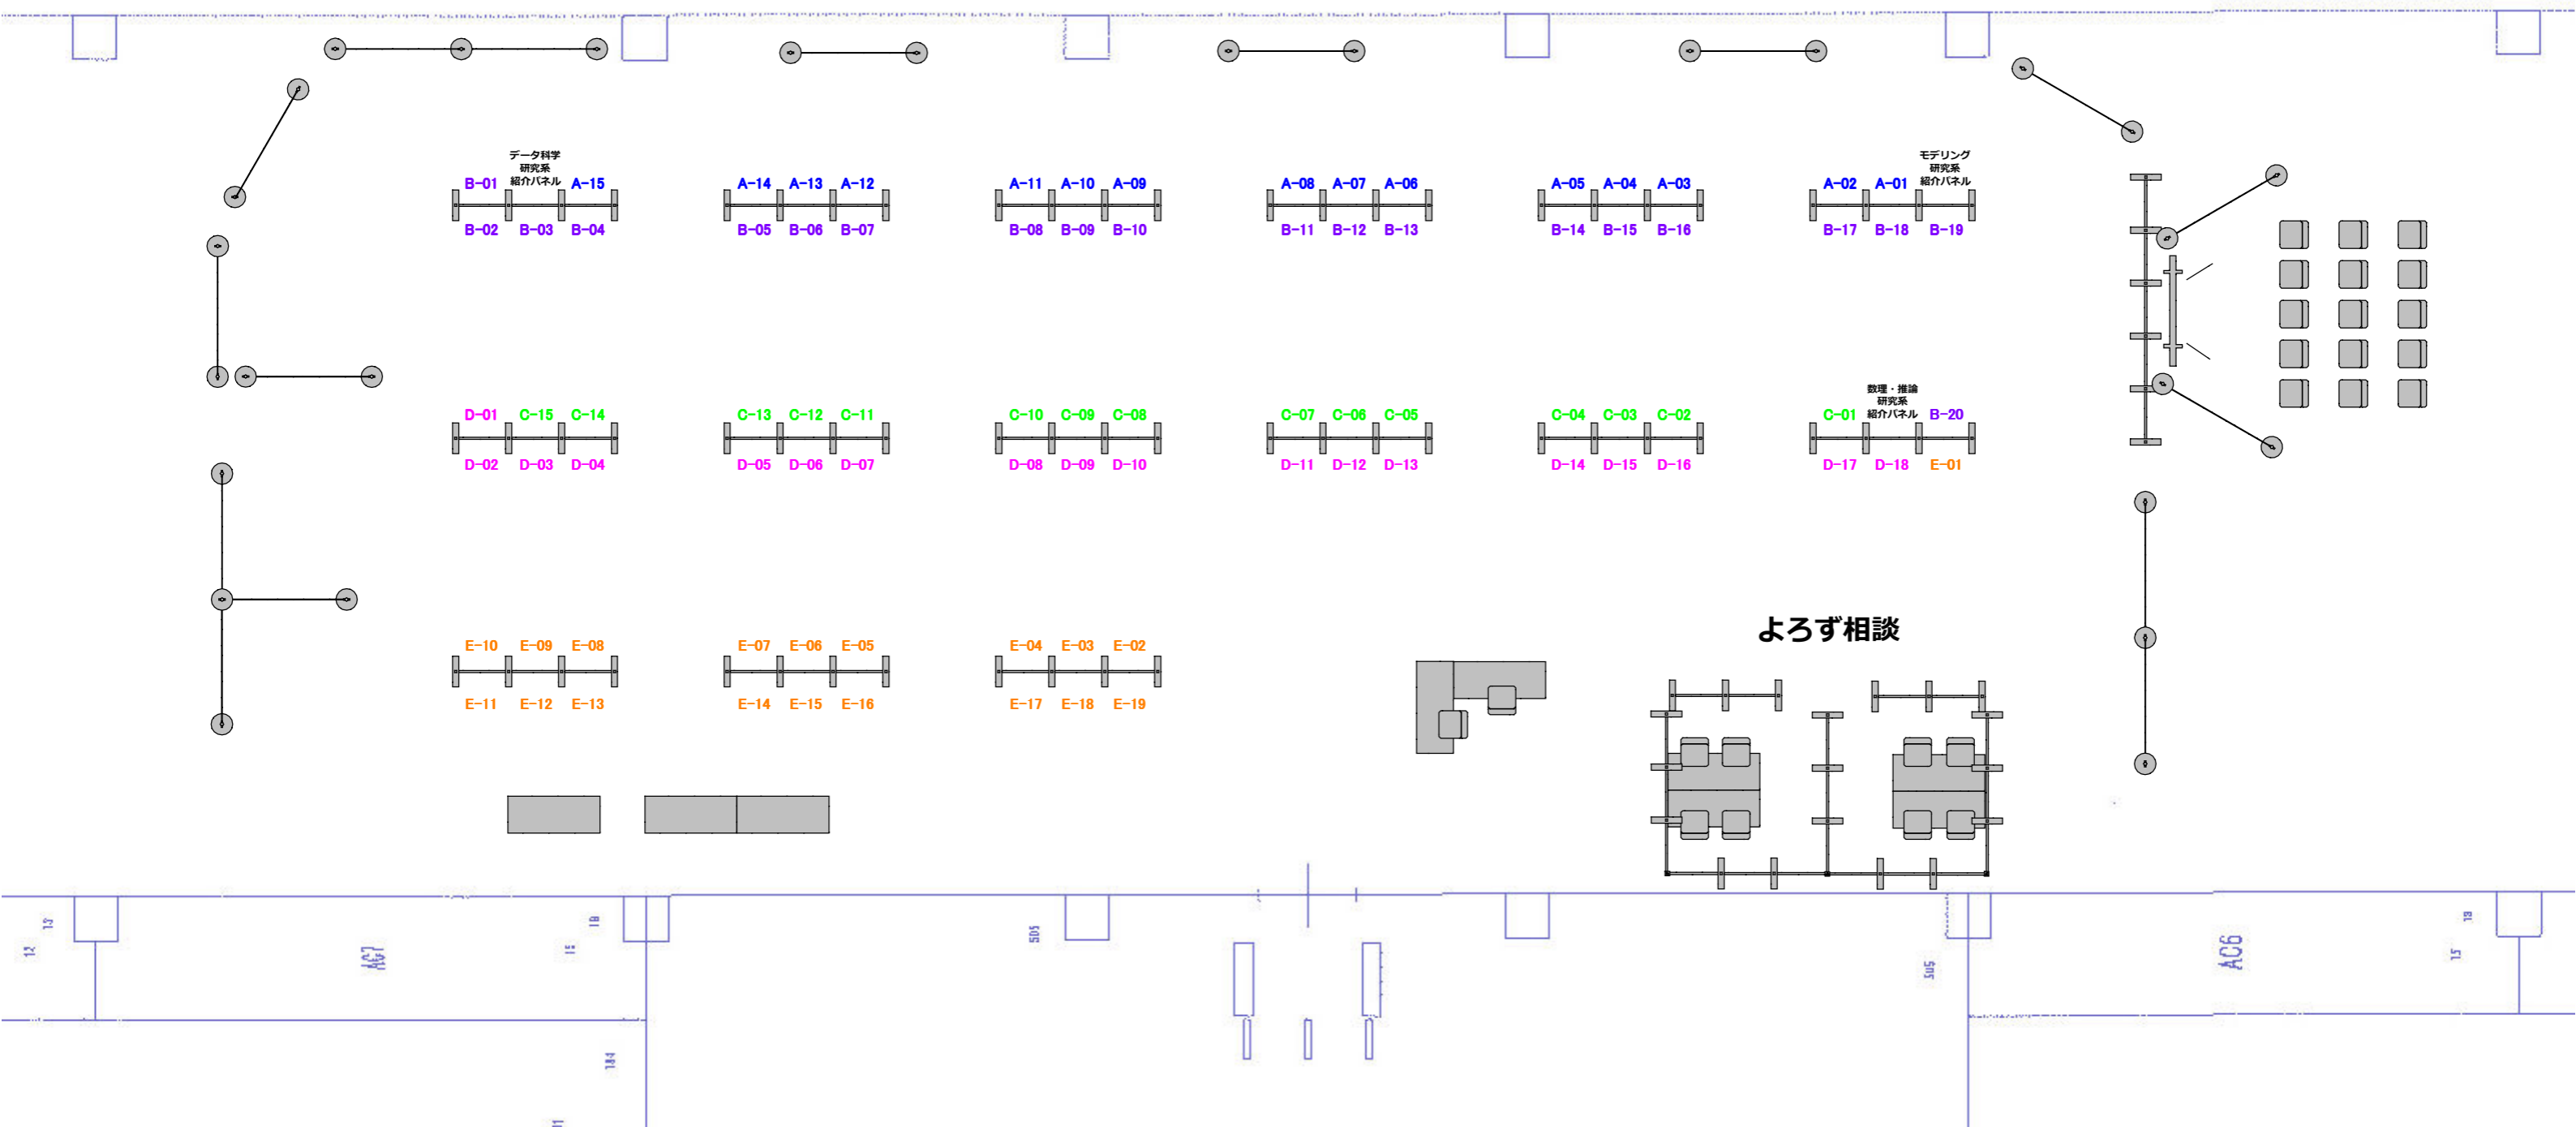 データ科学
研究系
紹介パネル
モデリング
研究系
紹介パネル
B-01 A-15 A-14 A-13 A-12 A-11 A-10 A-09 A-08 A-07 A-06 A-05 A-04 A-03 A-02 A-01
B-02 B-03 B-04 B-05 B-06 B-07 B-08 B-09 B-10 B-11 B-12 B-13 B-14 B-15 B-16 B-17 B-18 B-19
数理・推論
研究系
紹介パネル
D-01 C-15 C-14 C-13 C-12 C-11 C-10 C-09 C-08 C-07 C-06 C-05 C-04 C-03 C-02 C-01 B-20
D-02 D-03 D-04 D-05 D-06 D-07 D-08 D-09 D-10 D-11 D-12 D-13 D-14 D-15 D-16 D-17 D-18 E-01
よろず相談
E-10 E-09 E-08 E-07 E-06 E-05 E-04 E-03 E-02
E-11 E-12 E-13 E-14 E-15 E-16 E-17 E-18 E-19
AC6